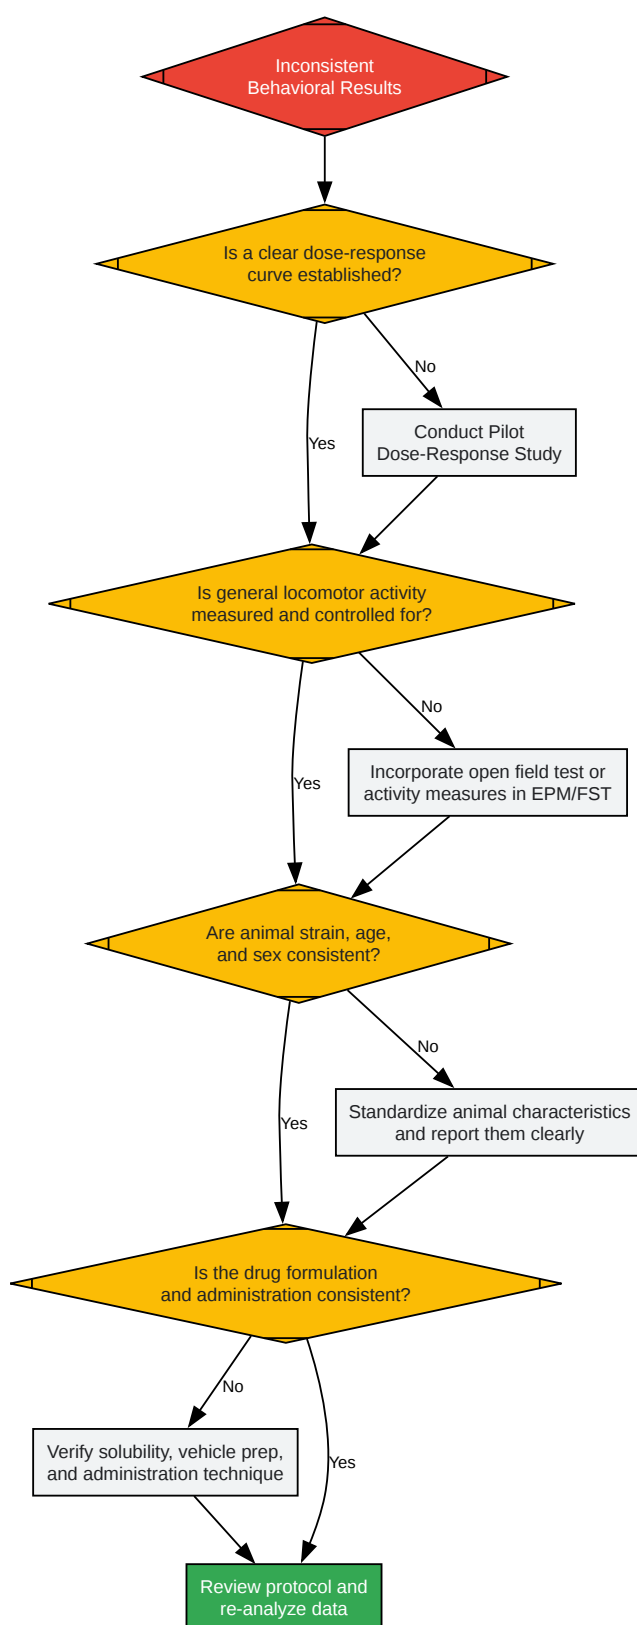 Inconsistent
Behavioral Results
Is a clear dose-response
curve established?
No
Yes
Conduct Pilot
Dose-Response Study
Is general locomotor activity
measured and controlled for?
No
Yes
Incorporate open field test or
activity measures in EPM/FST
Are animal strain, age,
and sex consistent?
No
Yes
Standardize animal characteristics
and report them clearly
Is the drug formulation
and administration consistent?
No
Yes
Verify solubility, vehicle prep,
and administration technique
Review protocol and
re-analyze data